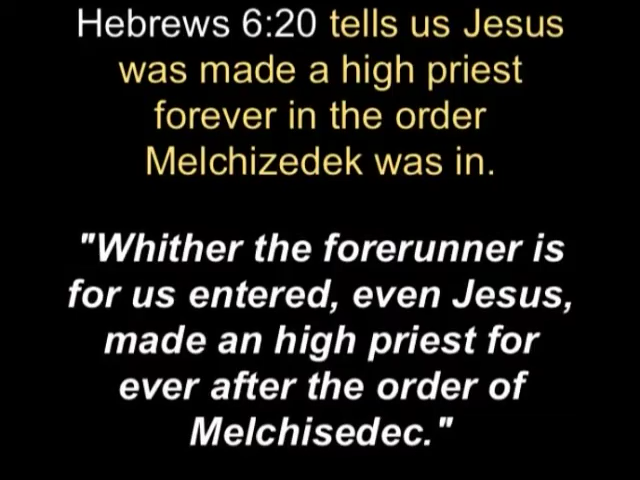 Hebrews 6:20 tells us Jesus
was made a high priest
forever in the order
Melchizedek was in.
"Whither the forerunner is
for us entered, even Jesus,
made an high priest for
ever after the order of
Melchisedec."